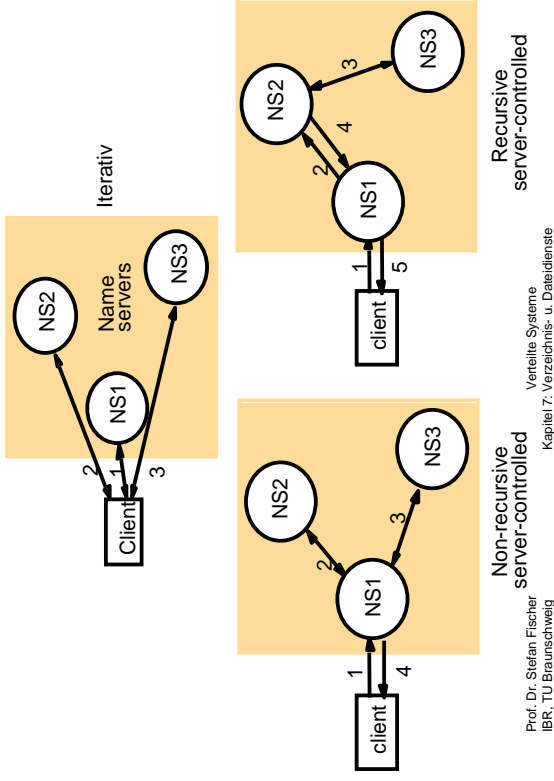 Iterativ
NS2
Name
servers
NS1
NS3
Client
2
1
3
NS2
NS1
NS3
client
1
2
3
4
Non-recursive
server-controlled
NS2
NS1
NS3
client
1
2
3
4
5
Recursive
server-controlled
Prof. Dr. Stefan Fischer
IBR, TU Braunschweig
Verteilte Systeme
Kapitel 7: Verzeichnis- u. Dateidienste